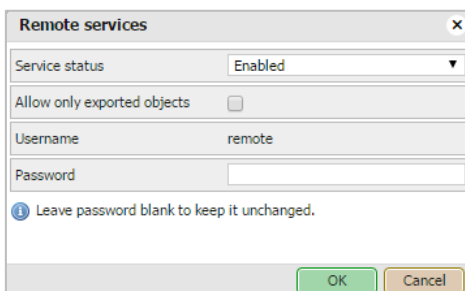 Remote services
Service status Enabled
Allow only exported objects
Username remote
Password
Leave password blank to keep it unchanged.
OK Cancel